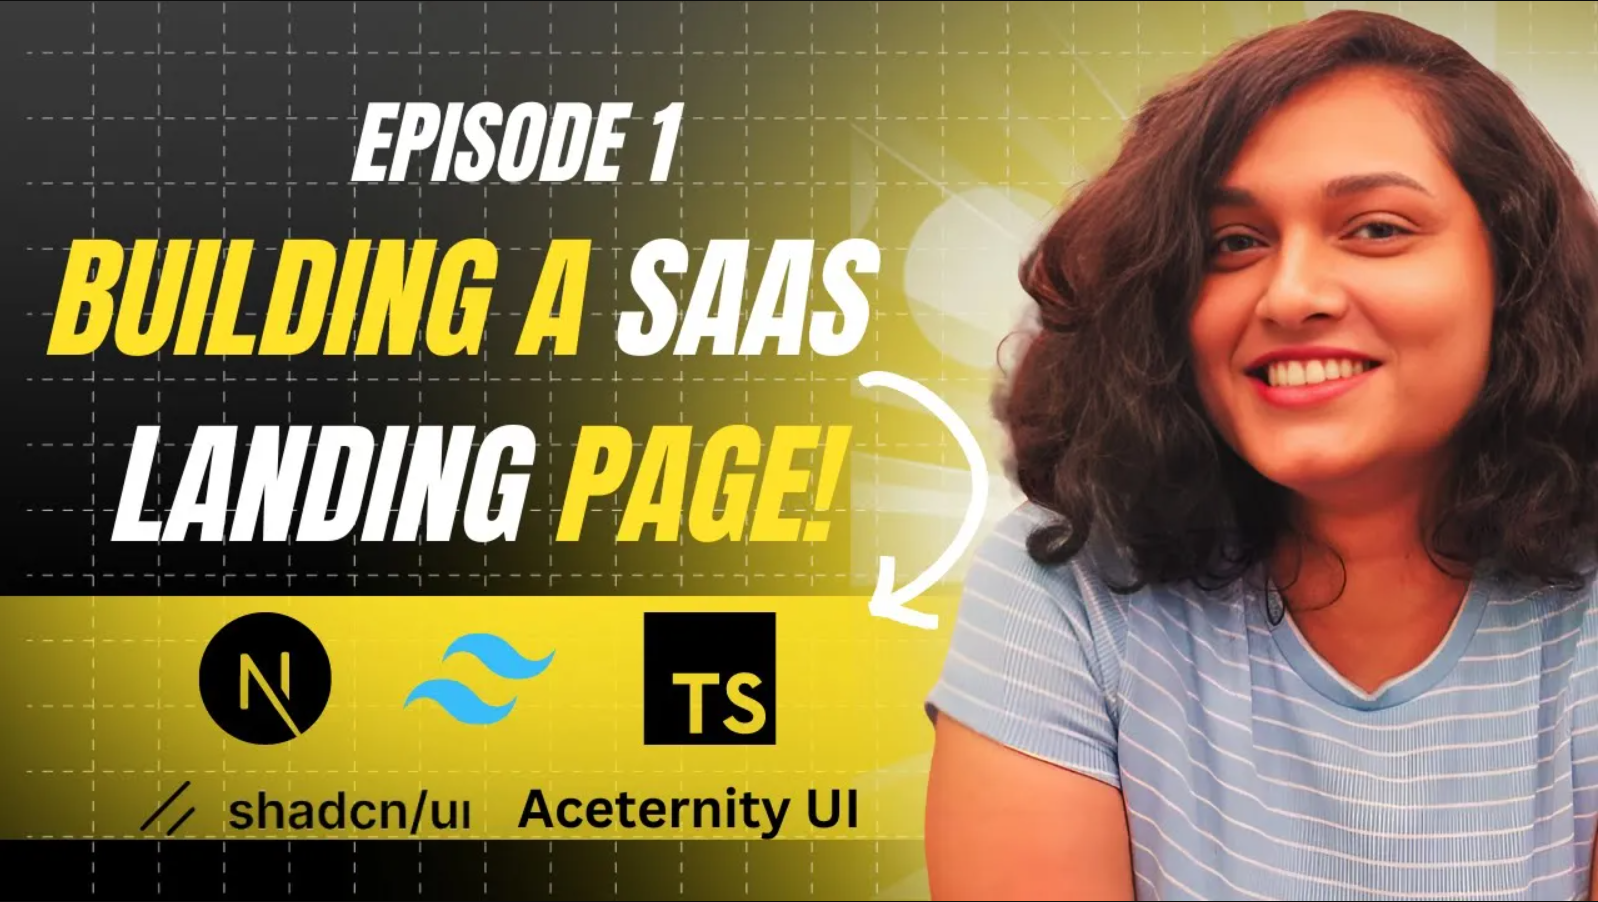 EPISODE 1
BUILDING A SAAS
LANDING PAGE!
N
TS
shadcn/ui
Aceternity UI